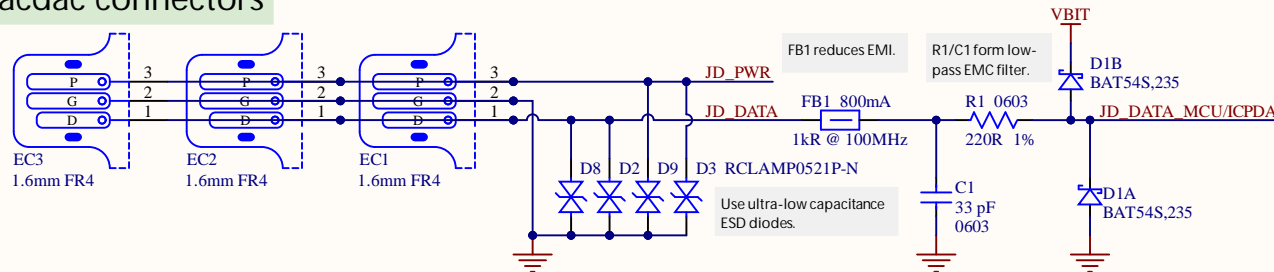 acdac connectors
VBIT
FB1 reduces EMI.
R1/C1 form low-
pass EMC filter.
D1B
BAT54S,235
P 3 P 3 P 3
G 2 G 2 G 2
D 1 D 1 D 1
JD_PWR
JD_DATA
FB1 800mA
1kR @ 100MHz
R1 0603
220R 1%
JD_DATA_MCU/ICPDA
EC3
1.6mm FR4
EC2
1.6mm FR4
EC1
1.6mm FR4
D8 D2 D9 D3 RCLAMP0521P-N
Use ultra-low capacitance
ESD diodes.
C1
33 pF
0603
D1A
BAT54S,235